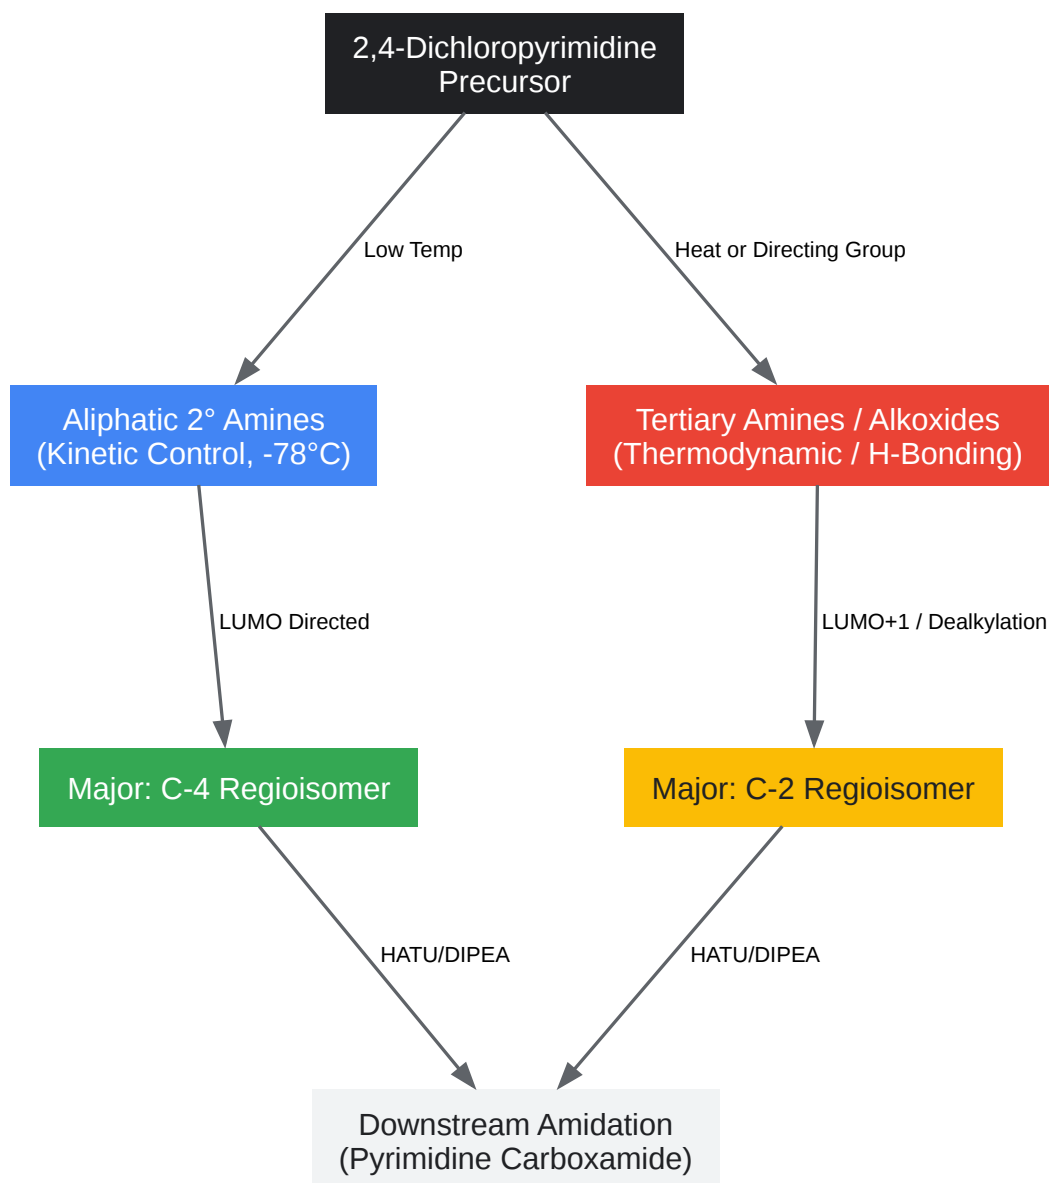 2,4-Dichloropyrimidine
Precursor
Low Temp
Heat or Directing Group
Aliphatic 2° Amines
(Kinetic Control, -78°C)
Tertiary Amines / Alkoxides
(Thermodynamic / H-Bonding)
LUMO Directed
LUMO+1 / Dealkylation
Major: C-4 Regioisomer
Major: C-2 Regioisomer
HATU/DIPEA
HATU/DIPEA
Downstream Amidation
(Pyrimidine Carboxamide)